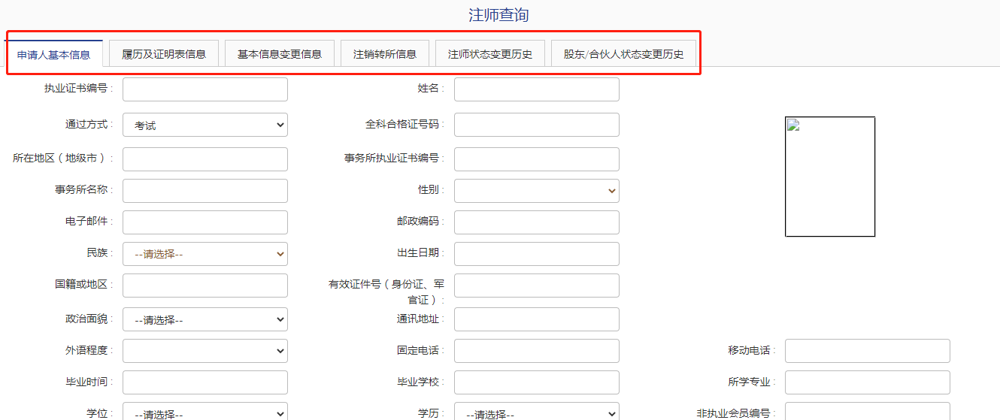 注师查询
申请人基本信息 履历及证明表信息 基本信息变更信息 注销转所信息 注师状态变更历史 股东/合伙人状态变更历史
执业证书编号: 姓名:
通过方式: 考试 全科合格证号码:
所在地区(地级市): 事务所执业证书编号:
事务所名称: 性别:
电子邮件: 邮政编码:
民族: --请选择-- 出生日期:
国籍或地区: 有效证件号(身份证、军
官证):
政治面貌: --请选择-- 通讯地址:
外语程度: 固定电话: 移动电话:
毕业时间: 毕业学校: 所学专业:
学位: --请选择-- 学历: --请选择-- 非执业会员编号: